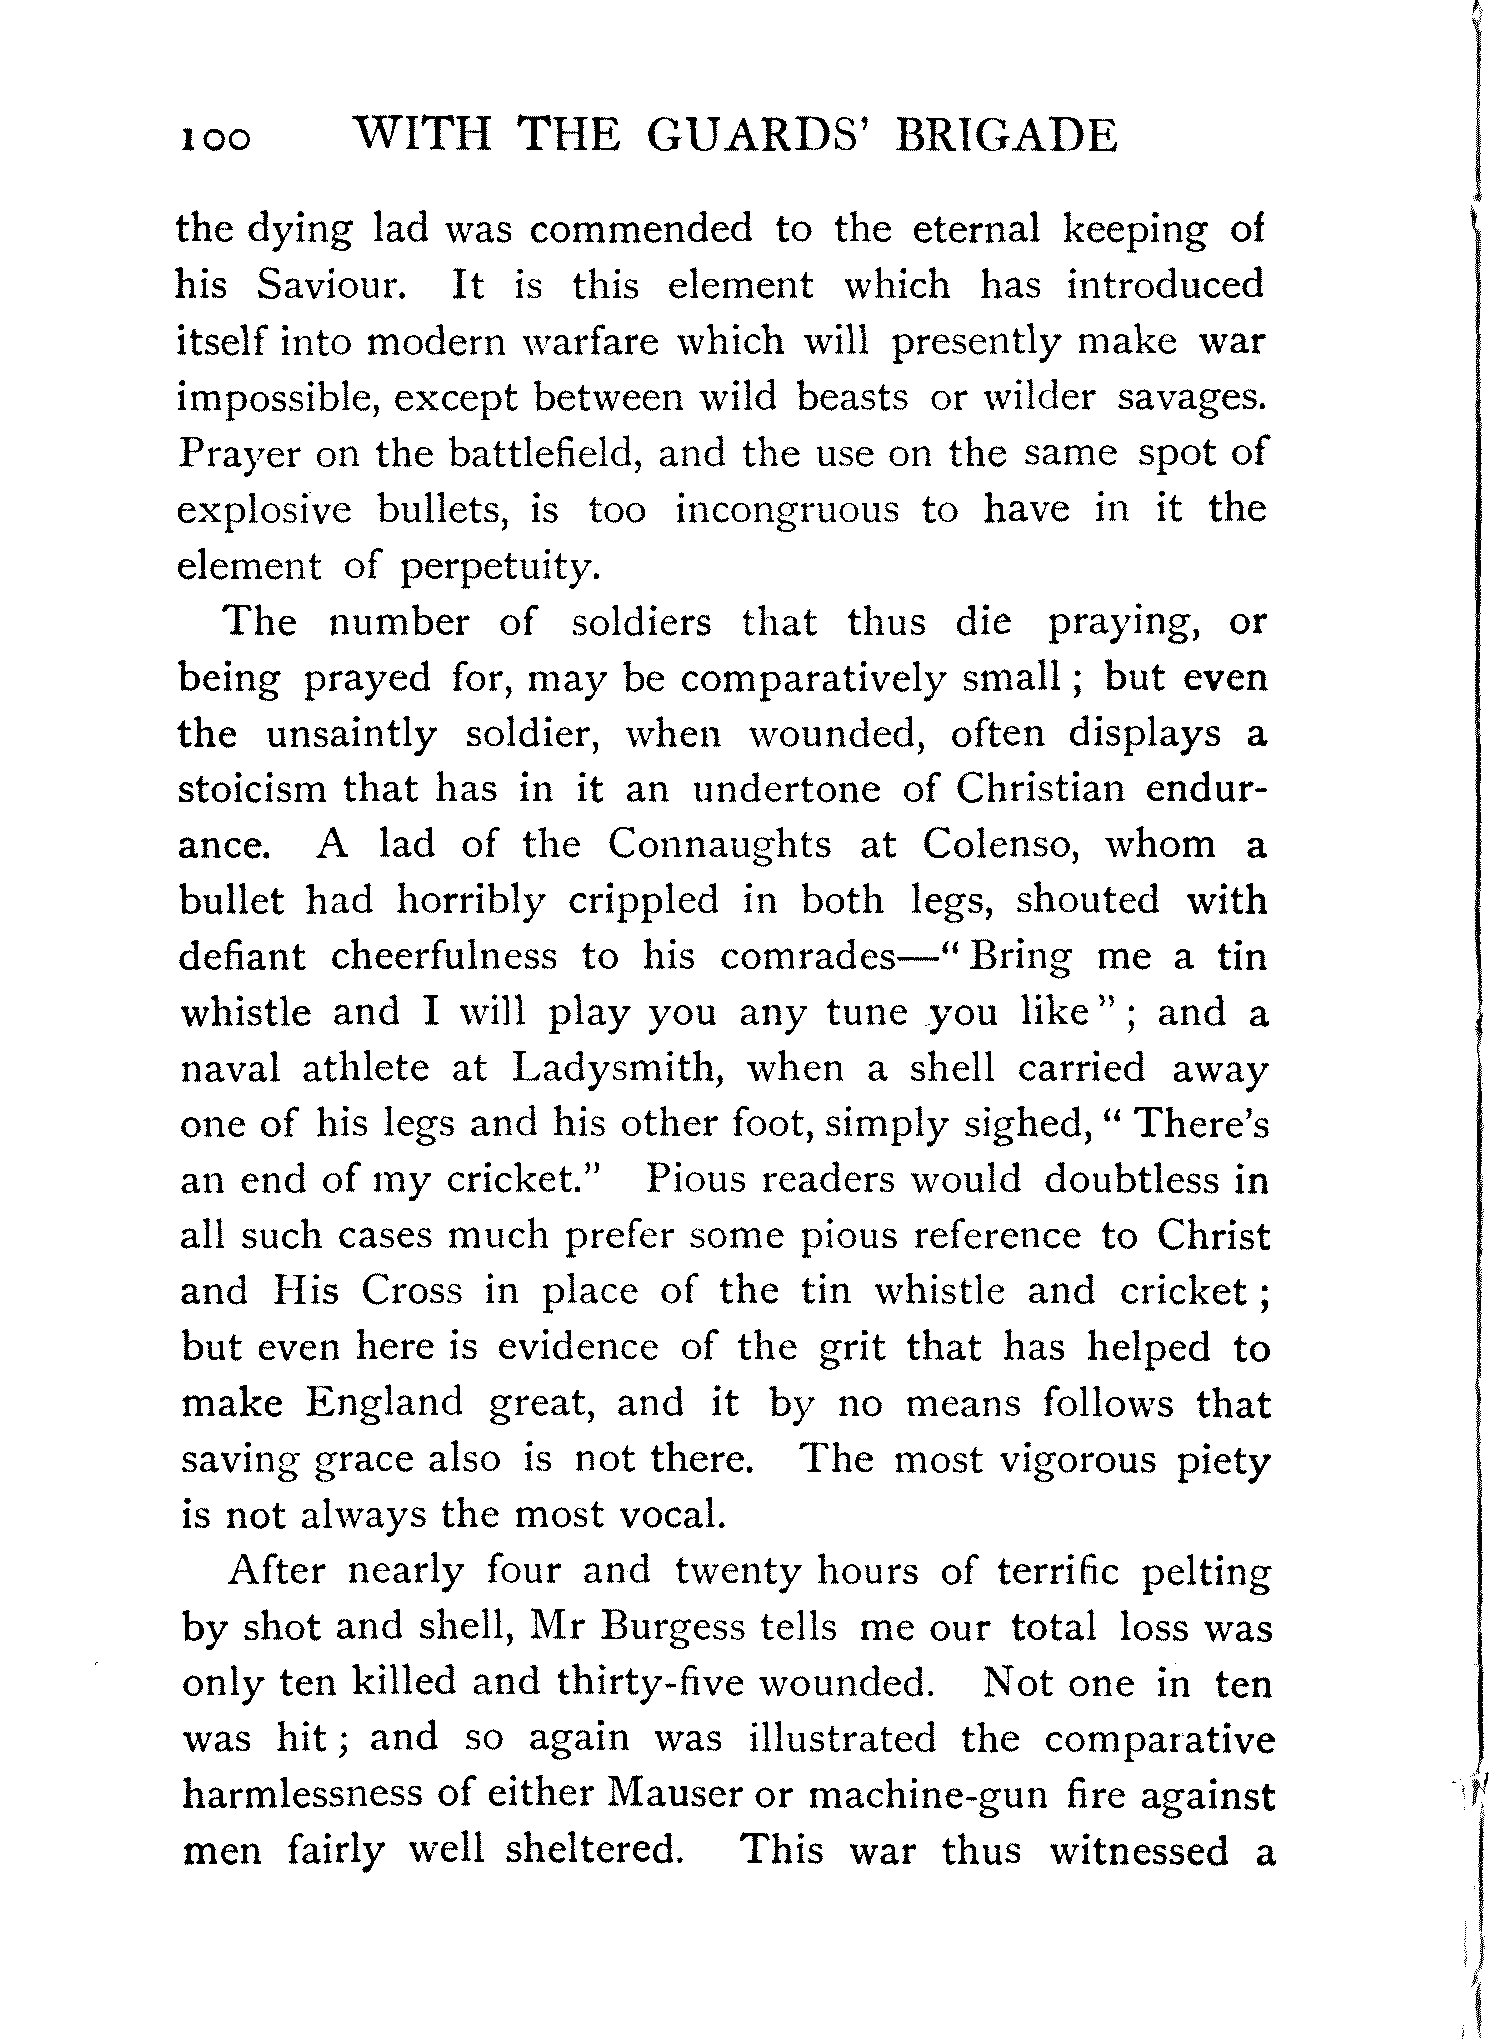 100 WITH THE GUARDS' BRIGADE
the dying lad was commended to the eternal keeping of
his Saviour. It is this element which has introduced
itself into modern warfare which will presently make war
impossible, except between wild beasts or wilder savages.
Prayer on the battlefield, and the use on the same spot of
explosive bullets, is too incongruous to have in it the
element of perpetuity.
The number of soldiers that thus die praying, or
being prayed for, may be comparatively small ; but even
the unsaintly soldier, when wounded, often displays a
stoicism that has in it an undertone of Christian endur-
ance. A lad of the Connaughts at Colenso, whom a
bullet had horribly crippled in both legs, shouted with
defiant cheerfulness to his comrades—“ Bring me a tin
whistle and I will play you any tune you like ” ; and a
naval athlete at Ladysmith, when a shell carried away
one of his legs and his other foot, simply sighed, “ There's
an end of my cricket.” Pious readers would doubtless in
all such cases much prefer some pious reference to Christ
and His Cross in place of the tin whistle and cricket ;
but even here is evidence of the grit that has helped to
make England great, and it by no means follows that
saving grace also is not there. The most vigorous piety
is not always the most vocal.
After nearly four and twenty hours of terrific pelting
by shot and shell, Mr Burgess tells me our total loss was
only ten killed and thirty-five wounded. Not one in ten
was hit ; and so again was illustrated the comparative
harmlessness of either Mauser or machine-gun fire against
men fairly well sheltered. This war thus witnessed a